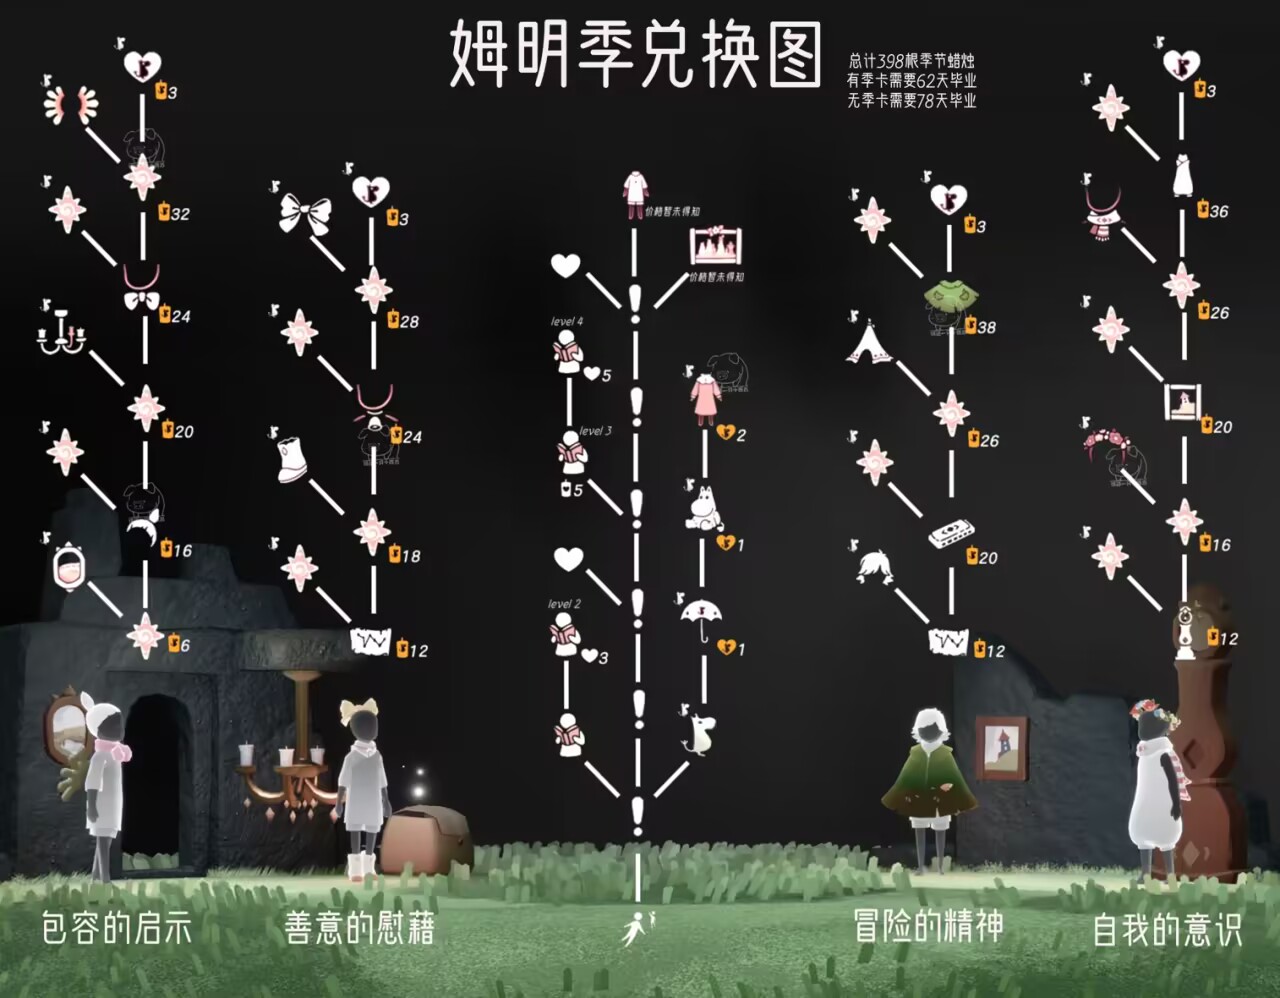 姆明季兑换图
总计398根季节蜡烛
有季卡需要62天毕业
无季卡需要78天毕业
3
32
24
20
16
6
包容的启示
3
28
24
18
12
善意的慰藉
价格暂未得知
价格暂未得知
level 4
5
level 3
5
level 2
3
2
1
1
3
38
26
20
12
冒险的精神
3
36
26
20
16
12
自我的意识